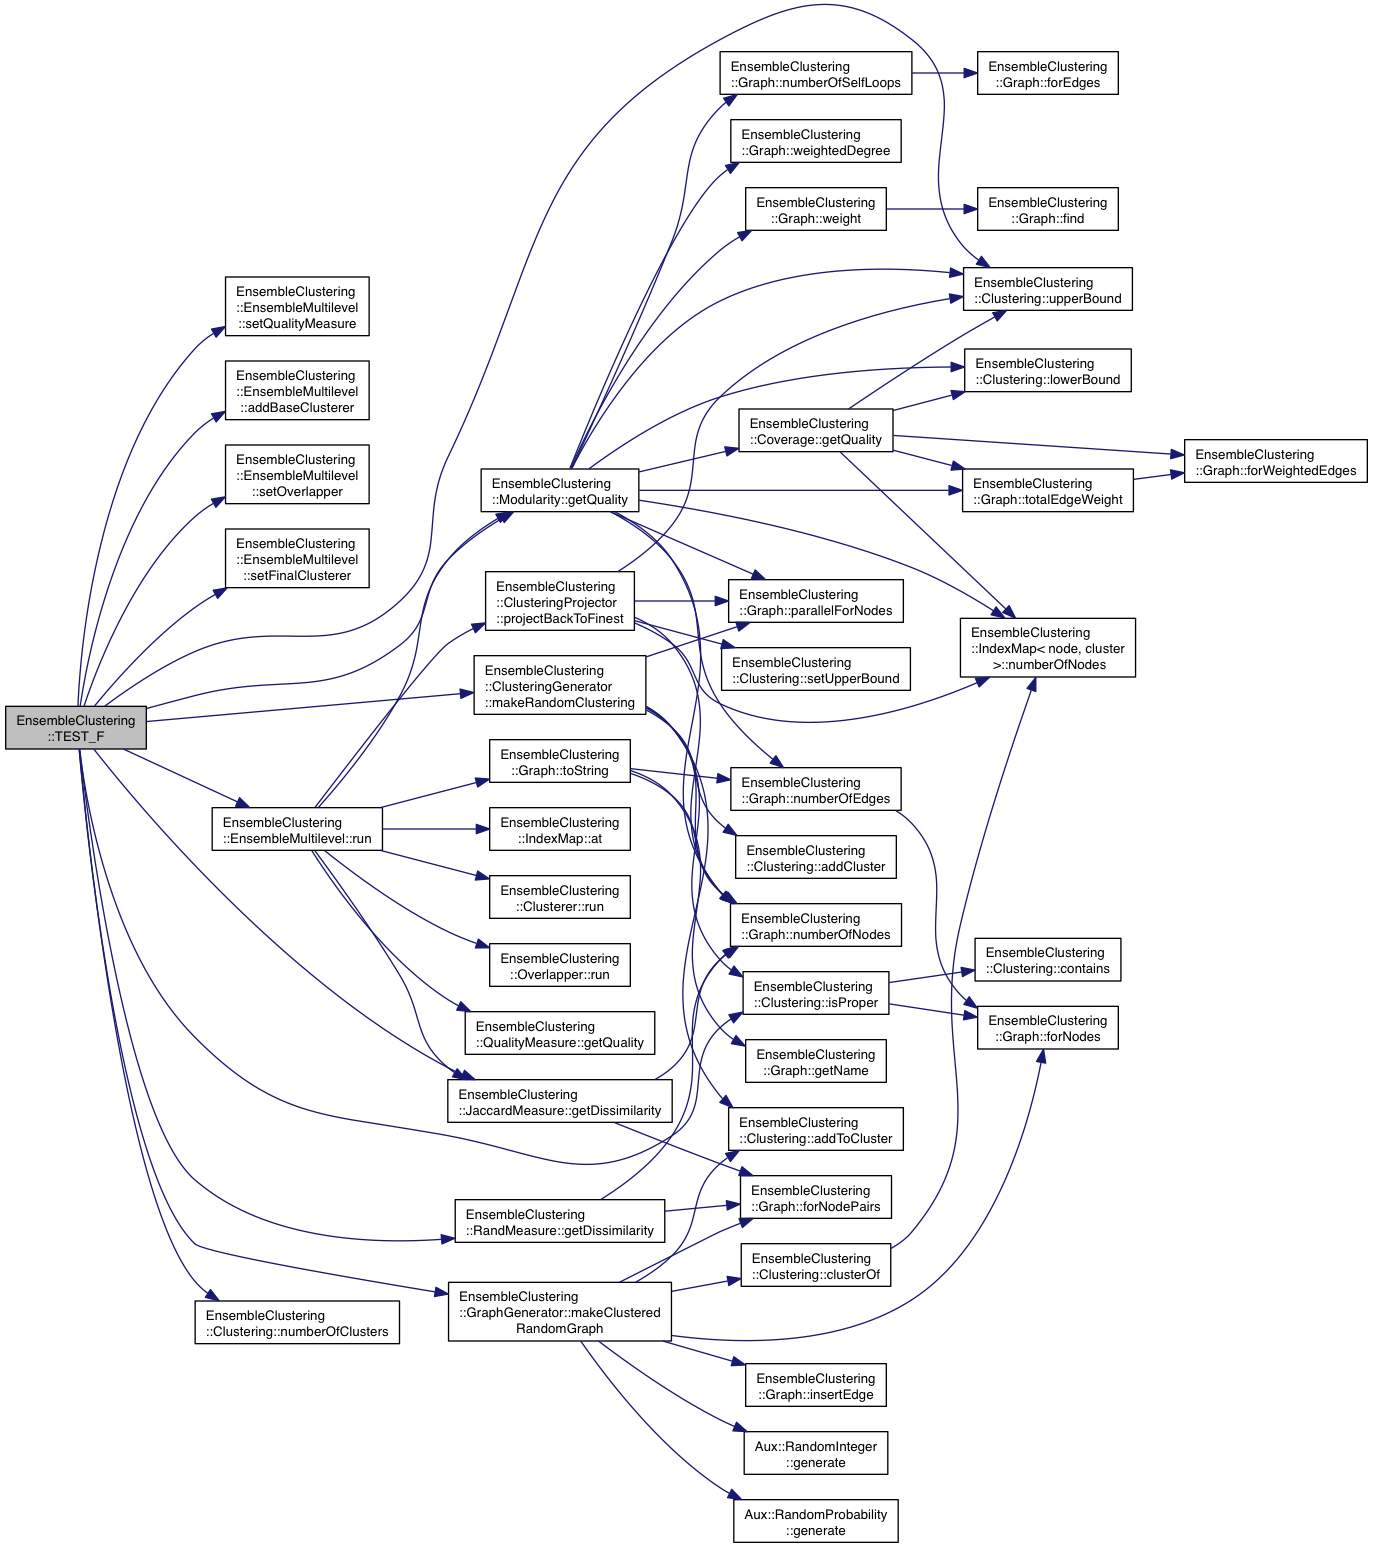 EnsembleClustering
::TEST_F
EnsembleClustering
::EnsembleMultilevel
::setQualityMeasure
EnsembleClustering
::EnsembleMultilevel
::addBaseClusterer
EnsembleClustering
::EnsembleMultilevel
::setOverlapper
EnsembleClustering
::EnsembleMultilevel
::setFinalClusterer
EnsembleClustering
::EnsembleMultilevel::run
EnsembleClustering
::Clustering::numberOfClusters
EnsembleClustering
::Modularity::getQuality
EnsembleClustering
::ClusteringProjector
::projectBackToFinest
EnsembleClustering
::ClusteringGenerator
::makeRandomClustering
EnsembleClustering
::Graph::toString
EnsembleClustering
::IndexMap::at
EnsembleClustering
::Clusterer::run
EnsembleClustering
::Overlapper::run
EnsembleClustering
::QualityMeasure::getQuality
EnsembleClustering
::JaccardMeasure::getDissimilarity
EnsembleClustering
::RandMeasure::getDissimilarity
EnsembleClustering
::GraphGenerator::makeClustered
RandomGraph
EnsembleClustering
::Graph::numberOfSelfLoops
EnsembleClustering
::Graph::weightedDegree
EnsembleClustering
::Graph::weight
EnsembleClustering
::Coverage::getQuality
EnsembleClustering
::Graph::parallelForNodes
EnsembleClustering
::Clustering::setUpperBound
EnsembleClustering
::Graph::numberOfEdges
EnsembleClustering
::Clustering::addCluster
EnsembleClustering
::Graph::numberOfNodes
EnsembleClustering
::Clustering::isProper
EnsembleClustering
::Graph::getName
EnsembleClustering
::Clustering::addToCluster
EnsembleClustering
::Graph::forNodePairs
EnsembleClustering
::Clustering::clusterOf
EnsembleClustering
::Graph::insertEdge
Aux::RandomInteger
::generate
Aux::RandomProbability
::generate
EnsembleClustering
::Graph::forEdges
EnsembleClustering
::Graph::find
EnsembleClustering
::Clustering::upperBound
EnsembleClustering
::Clustering::lowerBound
EnsembleClustering
::Graph::totalEdgeWeight
EnsembleClustering
::IndexMap< node, cluster
>::numberOfNodes
EnsembleClustering
::Clustering::contains
EnsembleClustering
::Graph::forNodes
EnsembleClustering
::Graph::forWeightedEdges